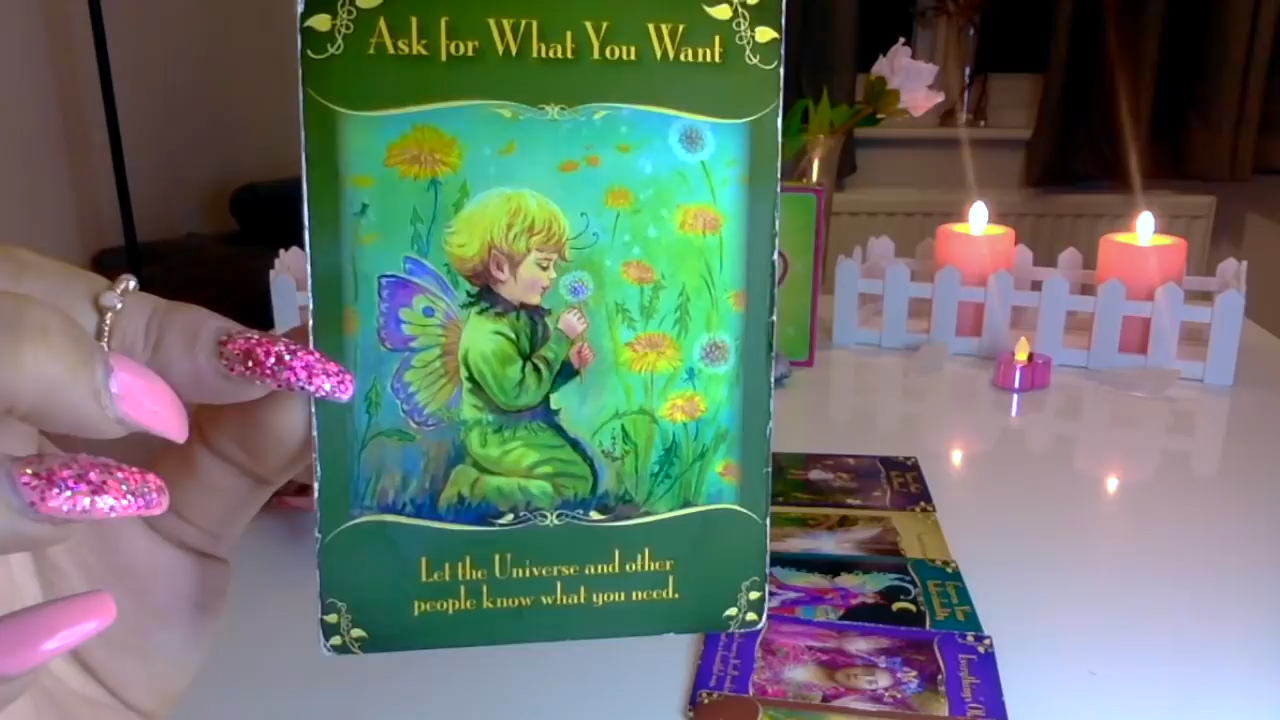 Ask for What You Want
Let the Universe and other
people know what you need.